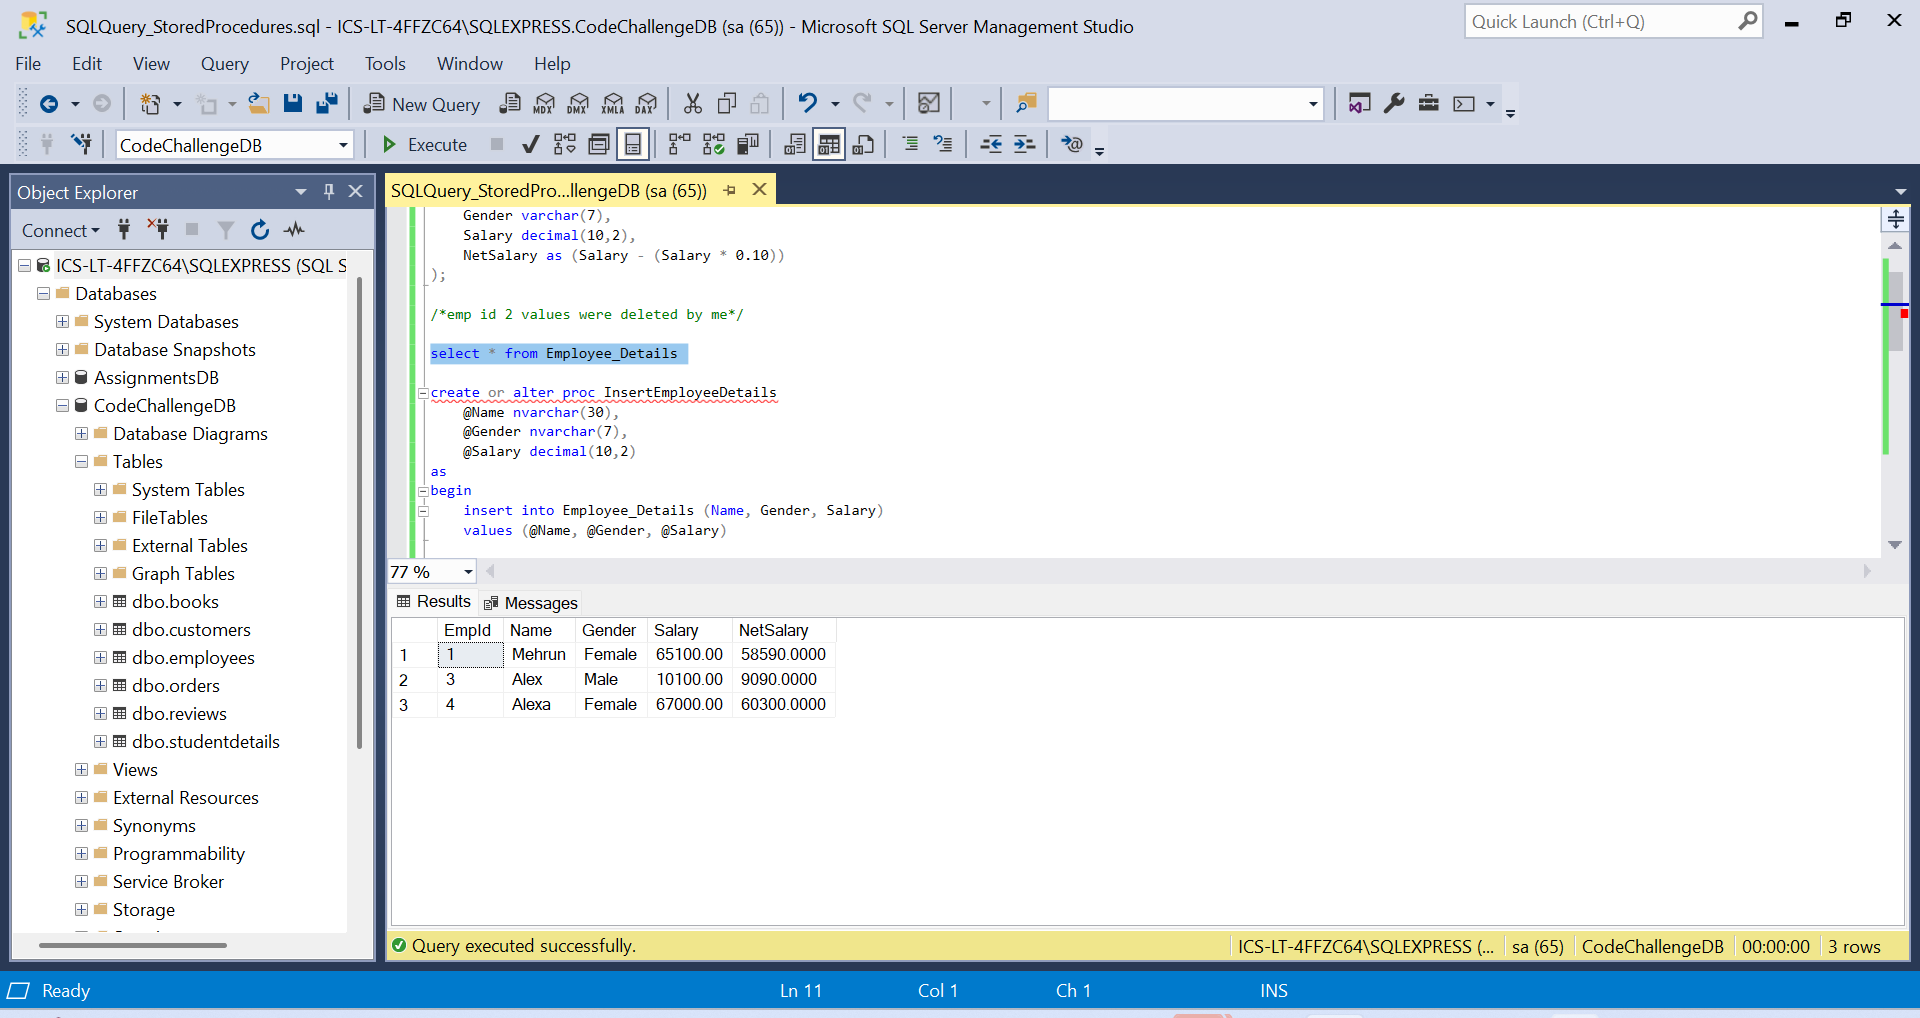 SQLQuery_StoredProcedures.sql - ICS-LT-4FFZC64\SQLEXPRESS.CodeChallengeDB (sa (65)) - Microsoft SQL Server Management Studio
Quick Launch (Ctrl+Q)
File Edit View Query Project Tools Window Help
New Query MDX DMX XMLA DAX
CodeChallengeDB Execute
Object Explorer
Connect
ICS-LT-4FFZC64\SQLEXPRESS (SQL S
Databases
System Databases
Database Snapshots
AssignmentsDB
CodeChallengeDB
Database Diagrams
Tables
System Tables
FileTables
External Tables
Graph Tables
dbo.books
dbo.customers
dbo.employees
dbo.orders
dbo.reviews
dbo.studentdetails
Views
External Resources
Synonyms
Programmability
Service Broker
Storage
SQLQuery_StoredPro...llengeDB (sa (65))
Gender varchar(7),
Salary decimal(10,2),
NetSalary as (Salary - (Salary * 0.10))
);
/*emp id 2 values were deleted by me*/
select * from Employee_Details
create or alter proc InsertEmployeeDetails
@Name nvarchar(30),
@Gender nvarchar(7),
@Salary decimal(10,2)
as
begin
insert into Employee_Details (Name, Gender, Salary)
values (@Name, @Gender, @Salary)
77 %
Results Messages
EmpId Name Gender Salary NetSalary
1 1 Mehrun Female 65100.00 58590.0000
2 3 Alex Male 10100.00 9090.0000
3 4 Alexa Female 67000.00 60300.0000
Query executed successfully. ICS-LT-4FFZC64\SQLEXPRESS (... sa (65) CodeChallengeDB 00:00:00 3 rows
Ready Ln 11 Col 1 Ch 1 INS